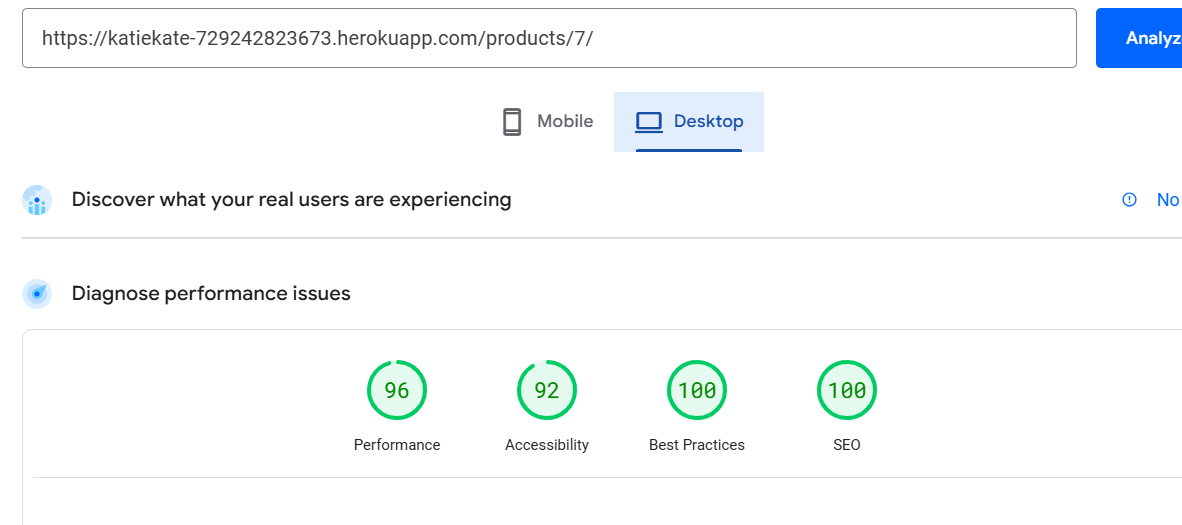 https://katiekate-729242823673.herokuapp.com/products/7/
Analyz
Mobile
Desktop
Discover what your real users are experiencing
No
Diagnose performance issues
96
92
100
100
Performance
Accessibility
Best Practices
SEO